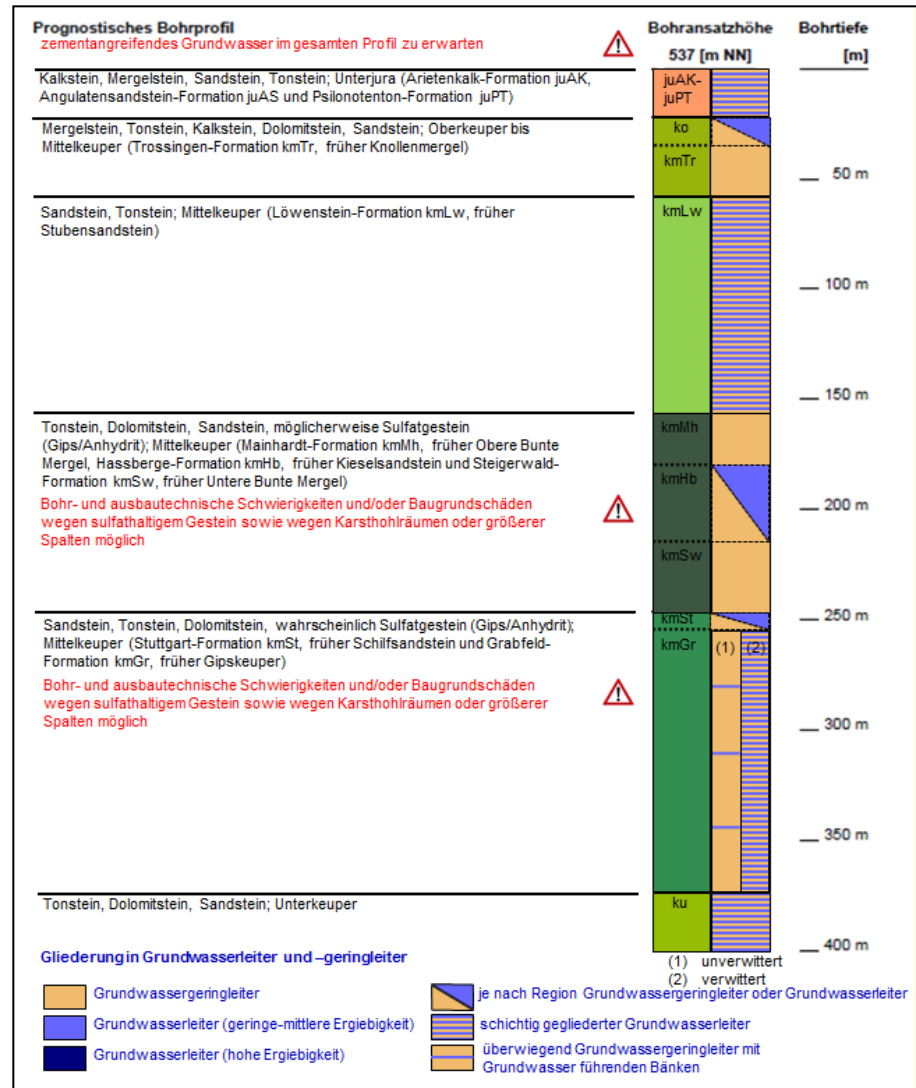 Prognostisches Bohrprofil
zementangreifendes Grundwasser im gesamten Profil zu erwarten
Bohransatzhöhe
537 [m NN]
Bohrtiefe
[m]
Kalkstein, Mergelstein, Sandstein, Tonstein; Unterjura (Arietenkalk-Formation juAK,
Angulatensandstein-Formation juAS und Psilonotenton-Formation juPT)
juAK-
juPT
Mergelstein, Tonstein, Kalkstein, Dolomitstein, Sandstein; Oberkeuper bis
Mittelkeuper (Trossingen-Formation kmTr, früher Knollenmergel)
ko
kmTr
50 m
Sandstein, Tonstein; Mittelkeuper (Löwenstein-Formation kmLw, früher
Stubensandstein)
kmLw
100 m
150 m
Tonstein, Dolomitstein, Sandstein, möglicherweise Sulfatgestein
(Gips/Anhydrit); Mittelkeuper (Mainhardt-Formation kmMh, früher Obere Bunte
Mergel, Hassberge-Formation kmHb, früher Kieselsandstein und Steigerwald-
Formation kmSw, früher Untere Bunte Mergel)
Bohr- und ausbautechnische Schwierigkeiten und/oder Baugrundschäden
wegen sulfathaltigem Gestein sowie wegen Karsthohlräumen oder größerer
Spalten möglich
kmMh
kmHb
200 m
kmSw
Sandstein, Tonstein, Dolomitstein, wahrscheinlich Sulfatgestein (Gips/Anhydrit);
Mittelkeuper (Stuttgart-Formation kmSt, früher Schilfsandstein und Grabfeld-
Formation kmGr, früher Gipskeuper)
Bohr- und ausbautechnische Schwierigkeiten und/oder Baugrundschäden
wegen sulfathaltigem Gestein sowie wegen Karsthohlräumen oder größerer
Spalten möglich
kmSt
250 m
kmGr
(1)
(2)
300 m
350 m
Tonstein, Dolomitstein, Sandstein; Unterkeuper
ku
400 m
(1) unverwittert
(2) verwittert
Gliederung in Grundwasserleiter und –geringleiter
Grundwassergeringleiter
Grundwasserleiter (geringe-mittlere Ergiebigkeit)
Grundwasserleiter (hohe Ergiebigkeit)
je nach Region Grundwassergeringleiter oder Grundwasserleiter
schichtig gegliederter Grundwasserleiter
überwiegend Grundwassergeringleiter mit
Grundwasser führenden Bänken